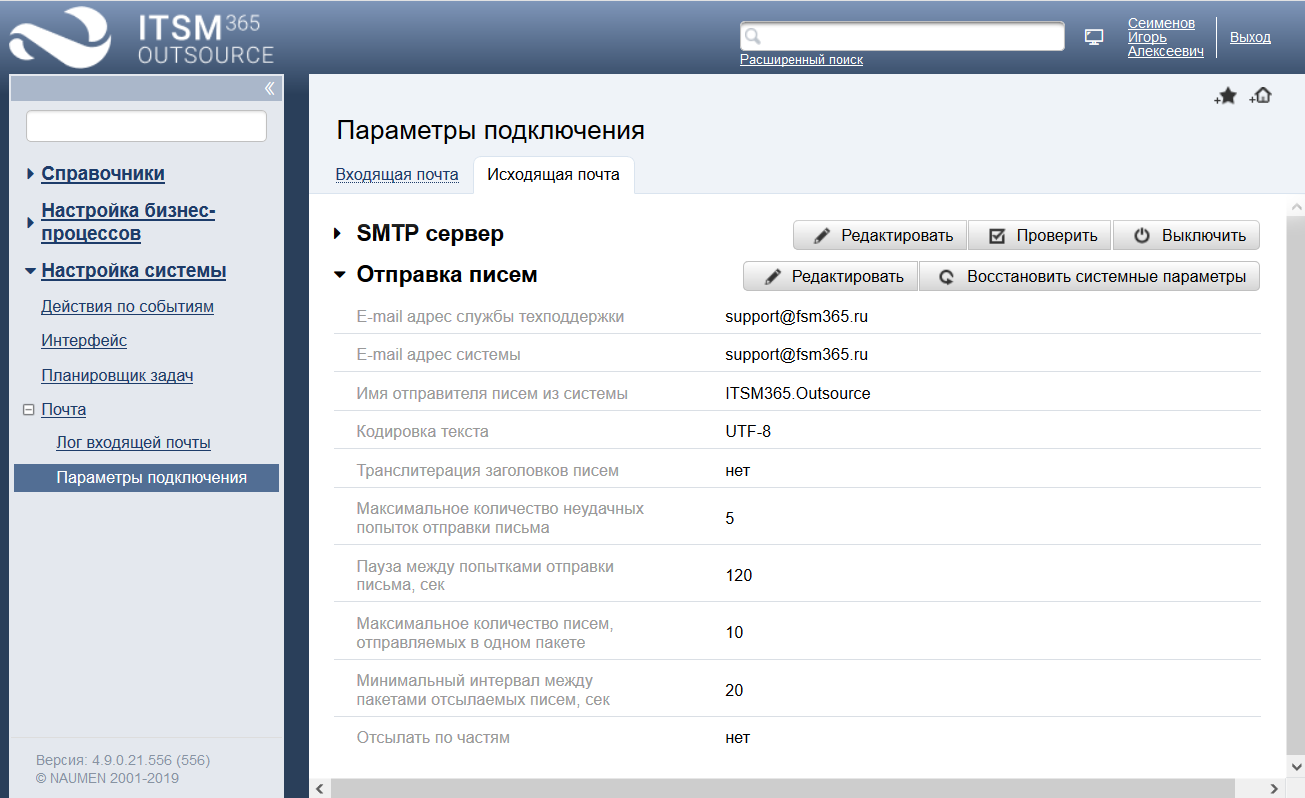 ITSM 365
OUTSOURCE
Расширенный поиск
Сеименов
Игорь
Алексеевич
Выход
Справочники
Настройка бизнес-
процессов
Настройка системы
Действия по событиям
Интерфейс
Планировщик задач
Почта
Лог входящей почты
Параметры подключения
Версия: 4.9.0.21.556 (556)
© NAUMEN 2001-2019
Параметры подключения
Входящая почта
Исходящая почта
SMTP сервер
Редактировать
Проверить
Выключить
Отправка писем
Редактировать
Восстановить системные параметры
E-mail адрес службы техподдержки
support@fsm365.ru
E-mail адрес системы
support@fsm365.ru
Имя отправителя писем из системы
ITSM365.Outsource
Кодировка текста
UTF-8
Транслитерация заголовков писем
нет
Максимальное количество неудачных
попыток отправки письма
5
Пауза между попытками отправки
письма, сек
120
Максимальное количество писем,
отправляемых в одном пакете
10
Минимальный интервал между
пакетами отсылаемых писем, сек
20
Отсылать по частям
нет